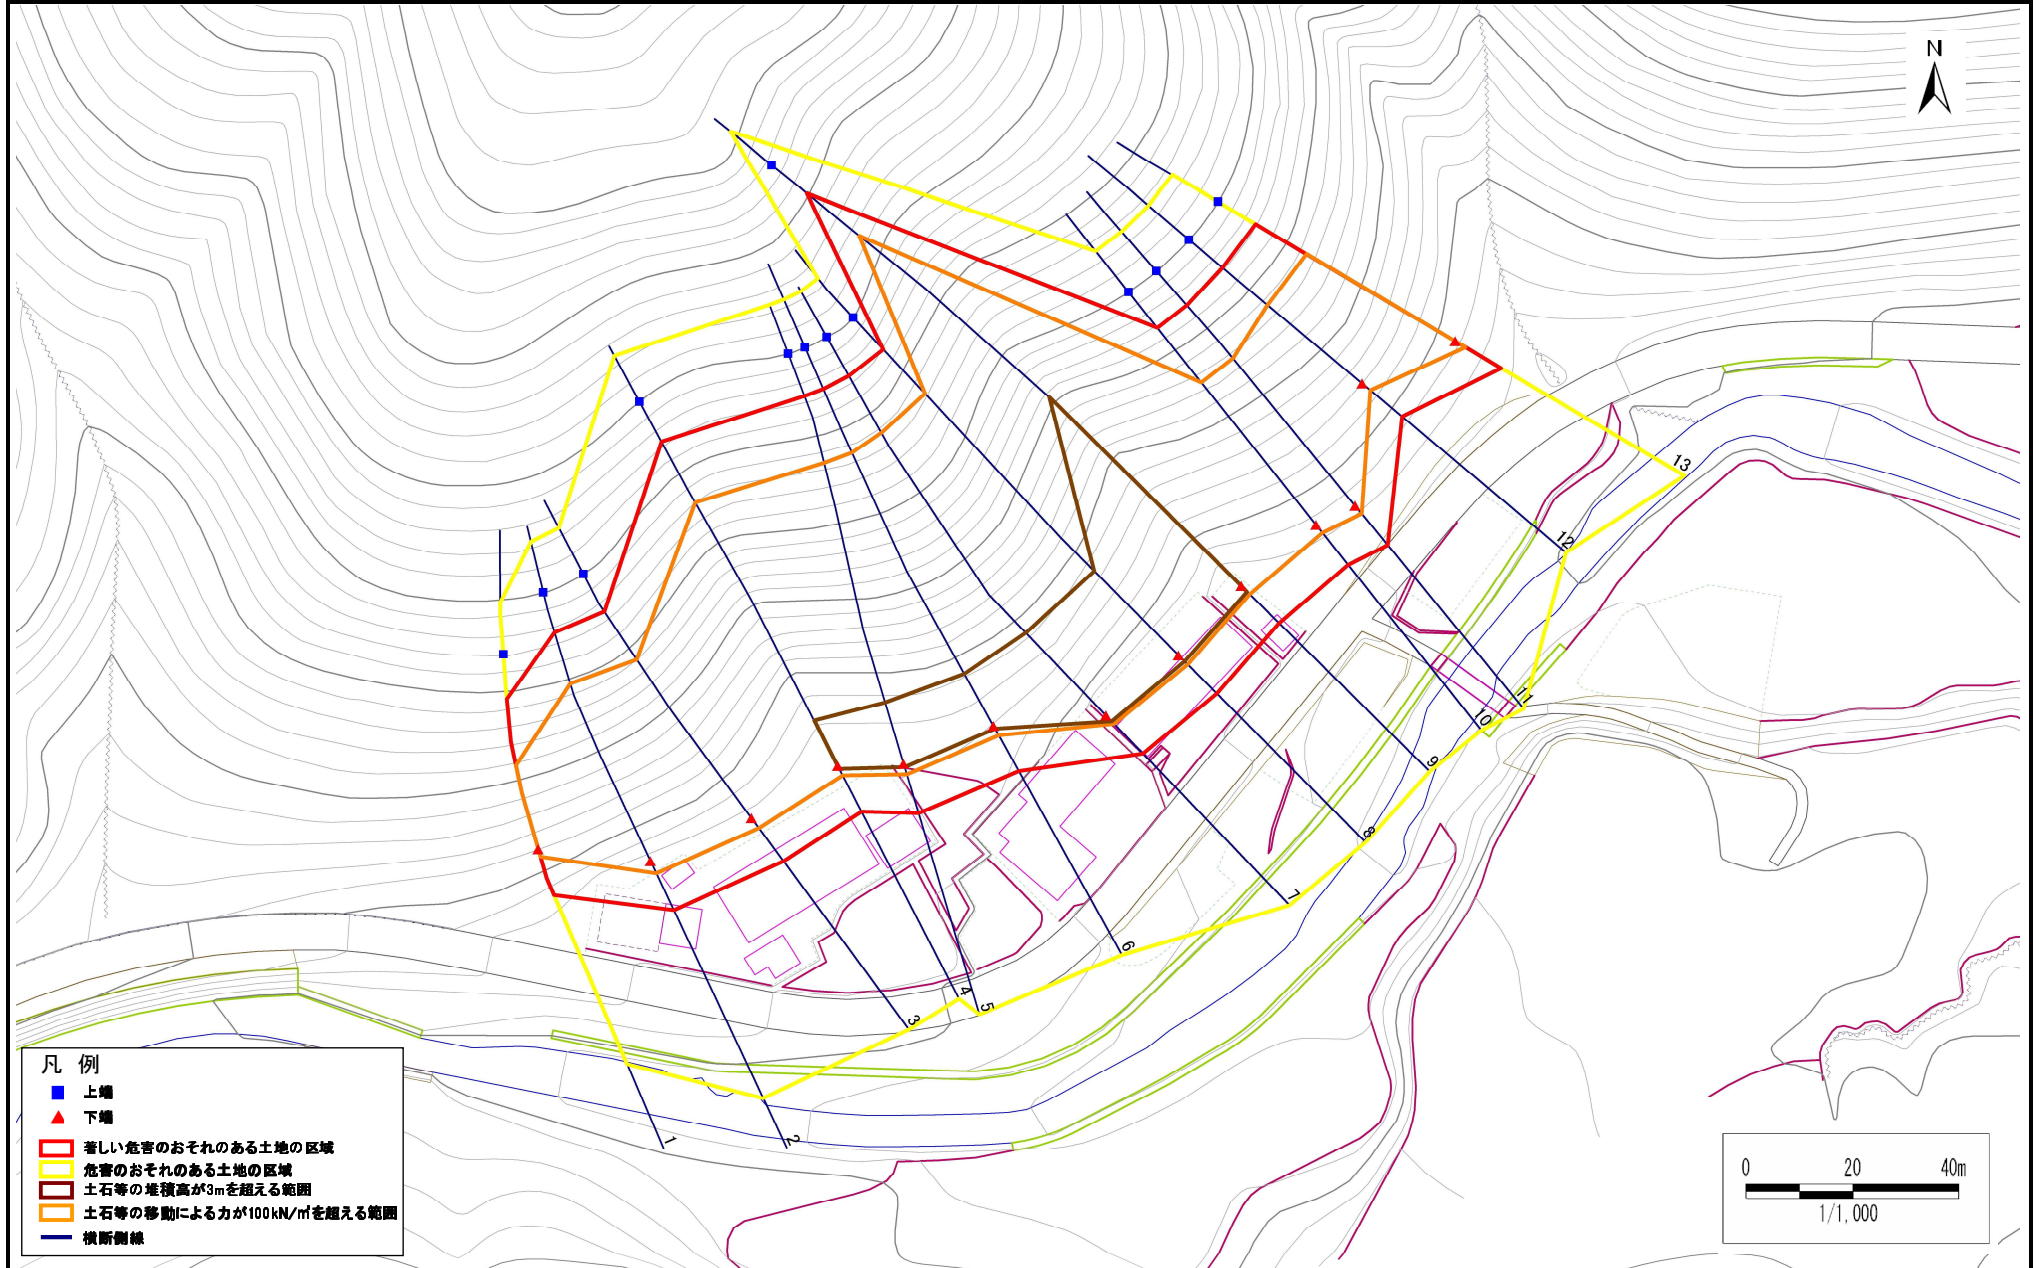 N
13
12
11
10
9
8
7
6
5
4
3
2
1
凡 例
上端
下端
著しい危害のおそれのある土地の区域
危害のおそれのある土地の区域
土石等の堆積高が3mを超える範囲
土石等の移動による力が100kN/㎡を超える範囲
横断側線
0 20 40m
1/1,000